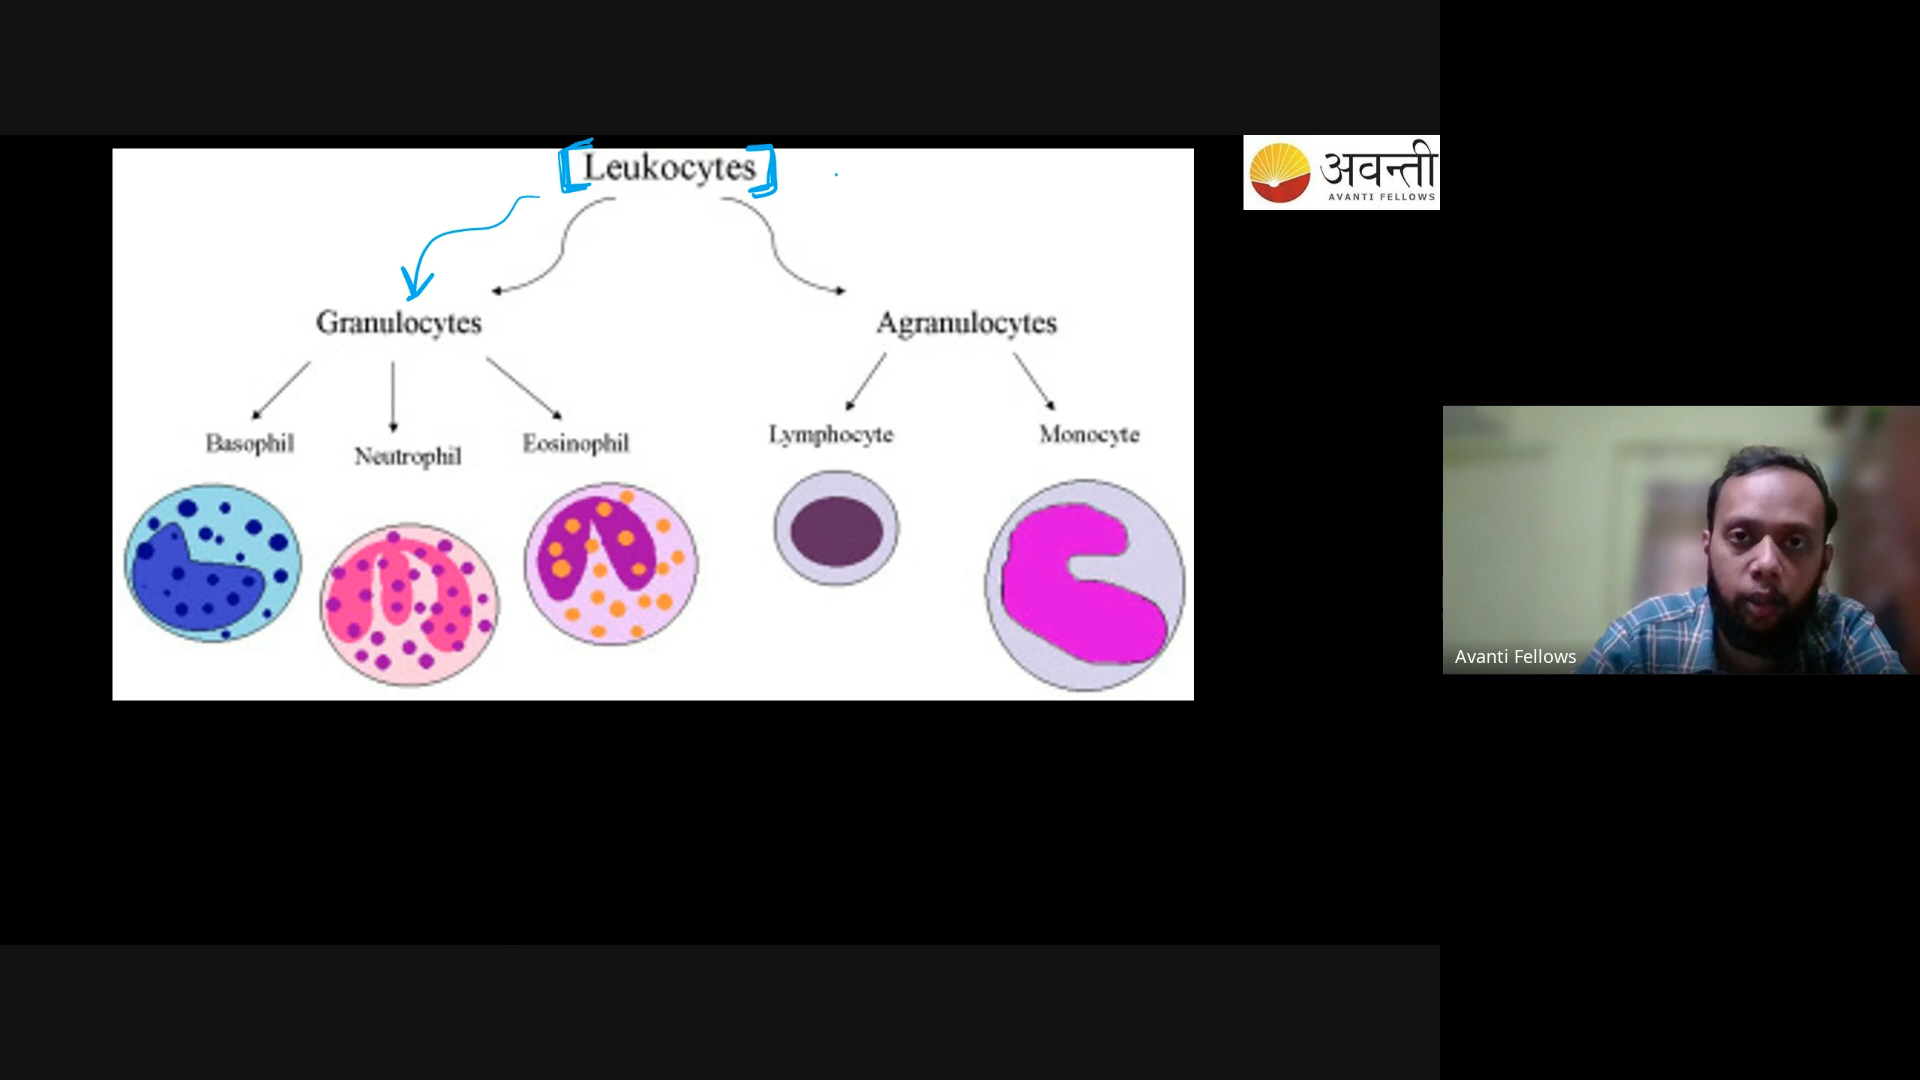 Leukocytes
अवन्ती
AVANTI FELLOWS
Granulocytes
Agranulocytes
Basophil
Neutrophil
Eosinophil
Lymphocyte
Monocyte
Avanti Fellows